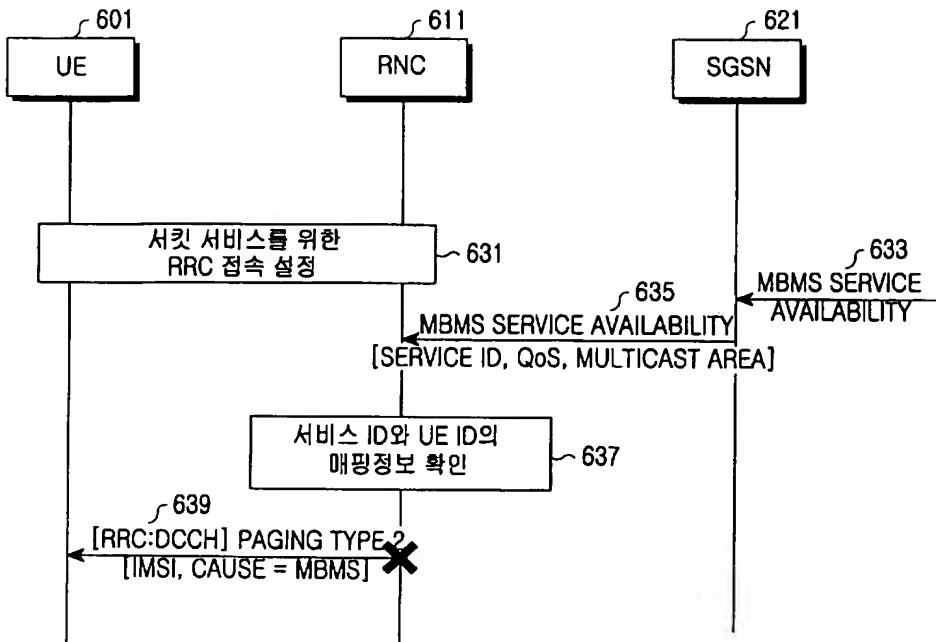 601
611
621
UE
RNC
SGSN
서킷 서비스를 위한
RRC 접속 설정
631
633
MBMS SERVICE
AVAILABILITY
635
MBMS SERVICE AVAILABILITY
[SERVICE ID, QoS, MULTICAST AREA]
서비스 ID와 UE ID의
매핑정보 확인
637
639
[RRC:DCCH] PAGING TYPE 2
[IMSI, CAUSE = MBMS]